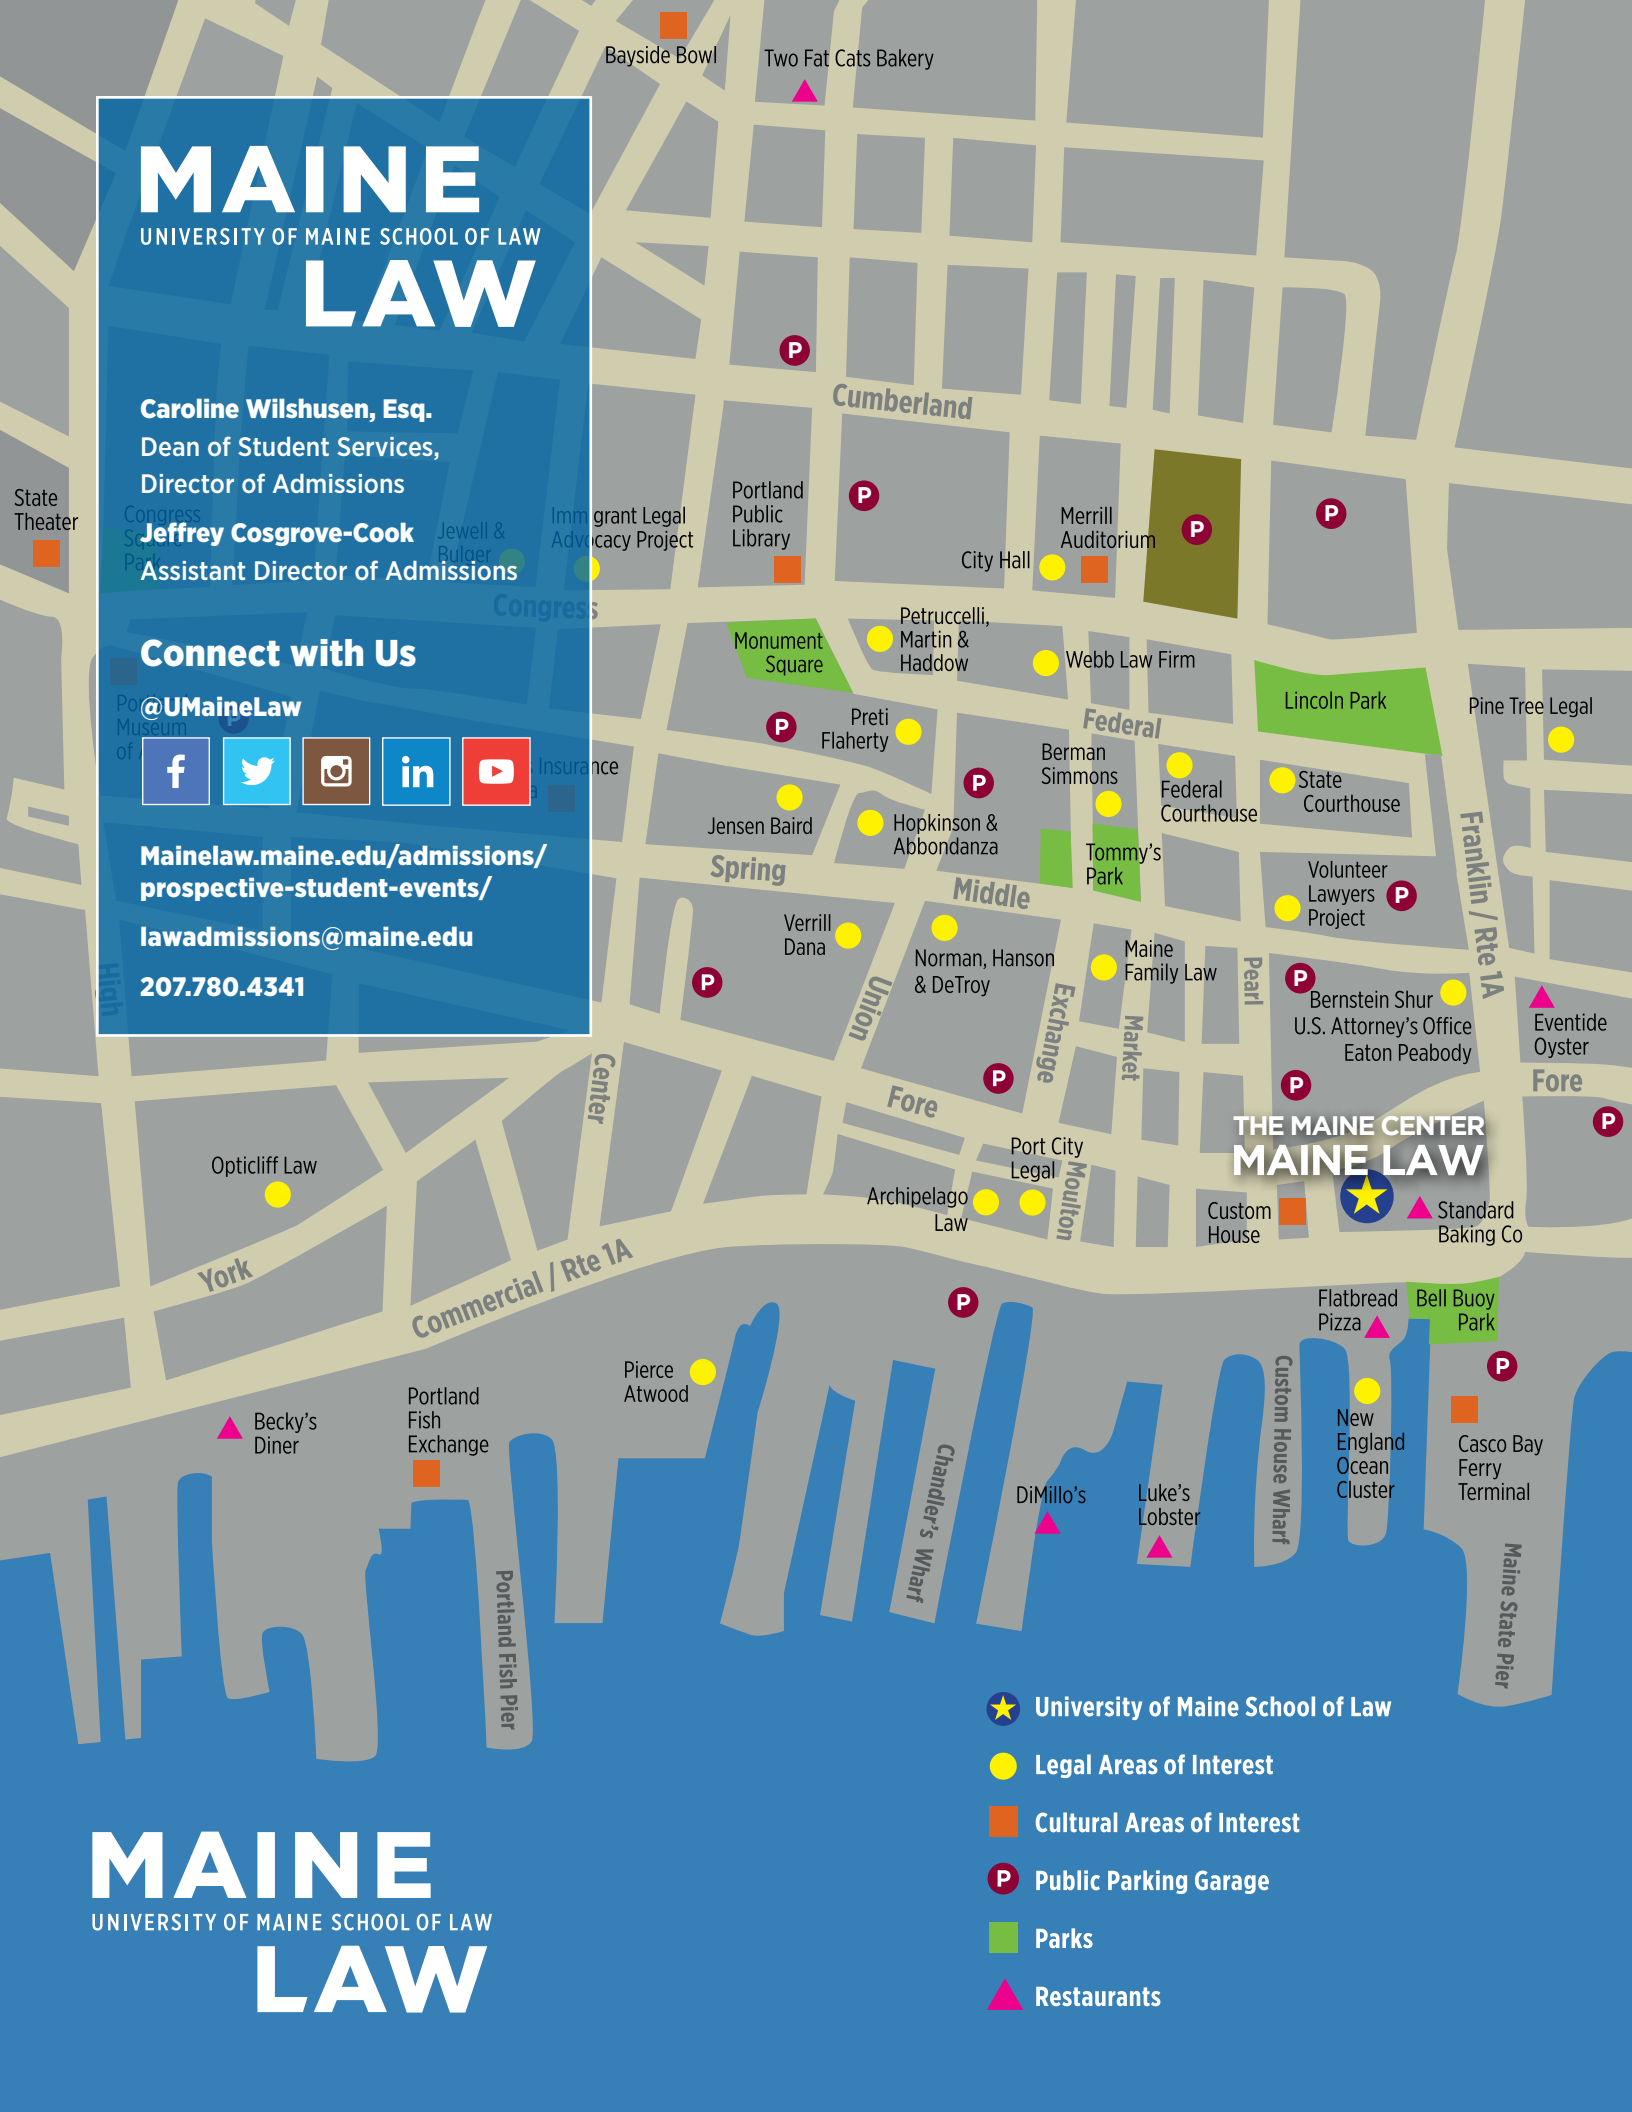 Bayside Bowl
Two Fat Cats Bakery
MAINE
UNIVERSITY OF MAINE SCHOOL OF LAW
LAW
Caroline Wilshusen, Esq.
Dean of Student Services,
Director of Admissions
Jeffrey Cosgrove-Cook
Assistant Director of Admissions
Connect with Us
@UMaineLaw
f
in
Mainelaw.maine.edu/admissions/
prospective-student-events/
lawadmissions@maine.edu
207.780.4341
P
Cumberland
State
Theater
Congress
Square
Park
Jewell &
Bulger
Immigrant Legal
Advocacy Project
Portland
Public
Library
P
City Hall
Merrill
Auditorium
P
P
Congress
Monument
Square
Petruccelli,
Martin &
Haddow
Webb Law Firm
Lincoln Park
Pine Tree Legal
Museum
of
P
Insurance
P
Preti
Flaherty
Federal
Berman
Simmons
P
Federal
Courthouse
State
Courthouse
Jensen Baird
Hopkinson &
Abbondanza
Tommy's
Park
Franklin / Rte 1A
Spring
Middle
Volunteer
Lawyers
Project
P
Verrill
Dana
Norman, Hanson
& DeTroy
Maine
Family Law
Pearl
P
Bernstein Shur
U.S. Attorney's Office
Eaton Peabody
Eventide
Oyster
High
P
Union
Exchange
Market
Center
P
Fore
P
Fore
P
THE MAINE CENTER
MAINE LAW
Opticliff Law
Port City
Legal
Archipelago
Law
Moulton
Custom
House
Standard
Baking Co
York
Commercial / Rte 1A
P
Flatbread
Pizza
Bell Buoy
Park
P
Pierce
Atwood
Becky's
Diner
Portland
Fish
Exchange
Custom House Wharf
New
England
Ocean
Cluster
Casco Bay
Ferry
Terminal
Chandler's Wharf
DiMillo's
Luke's
Lobster
Portland Fish Pier
Maine State Pier
University of Maine School of Law
Legal Areas of Interest
Cultural Areas of Interest
P
Public Parking Garage
Parks
Restaurants
MAINE
UNIVERSITY OF MAINE SCHOOL OF LAW
LAW